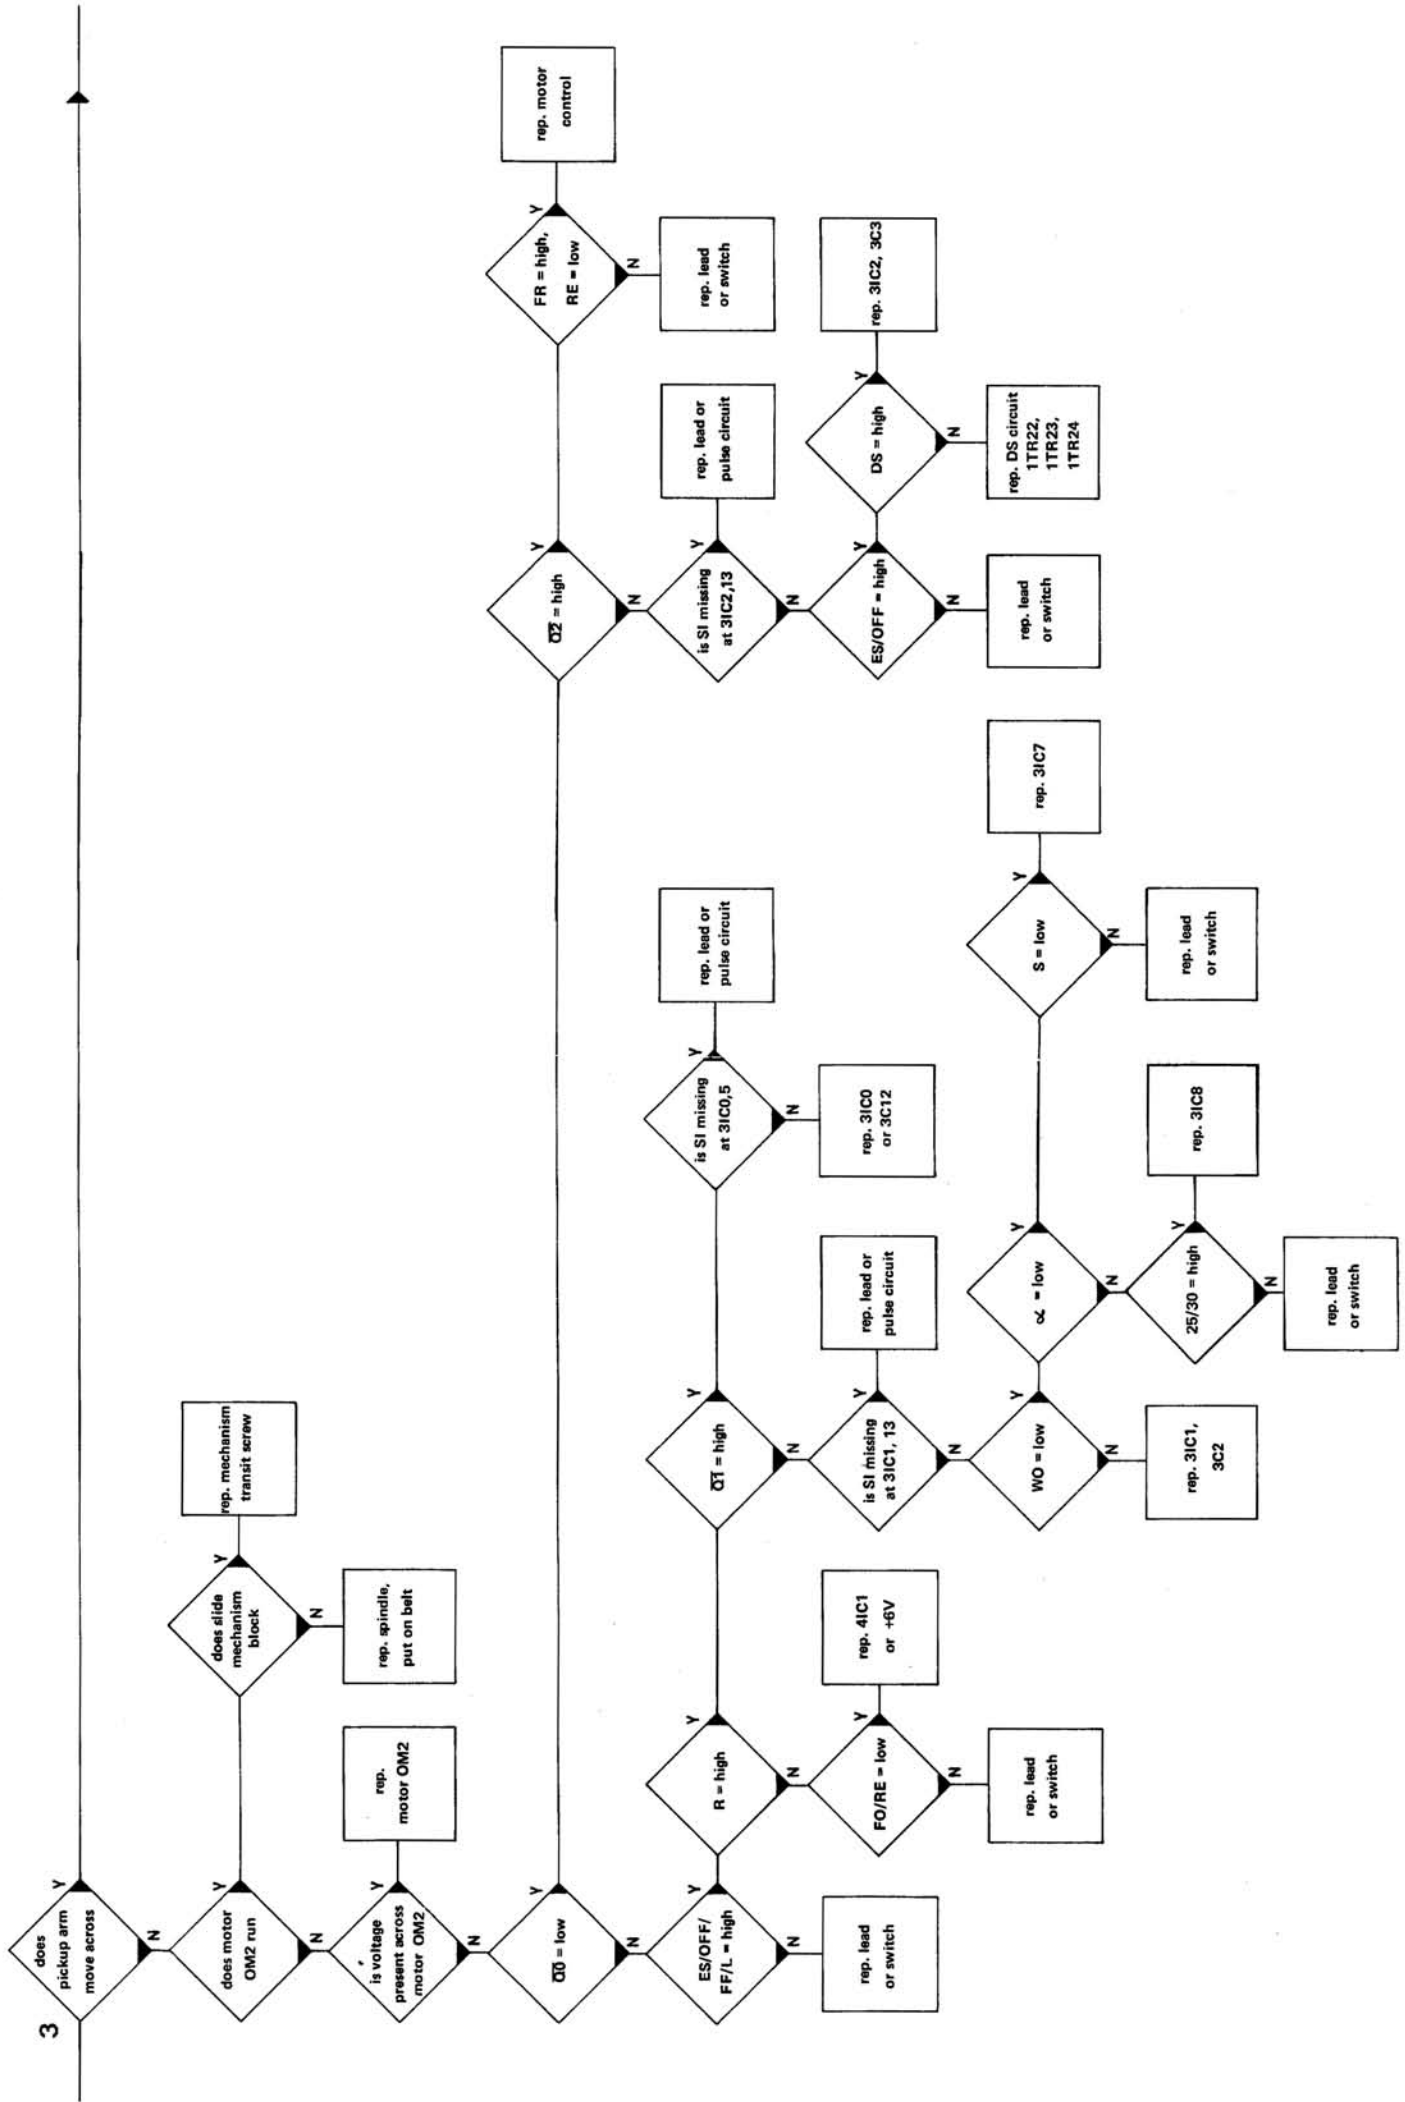 3
does
pickup arm
move across
Y
N
does motor
OM2 run
Y
N
does slide
mechanism
block
Y
N
rep. mechanism
transit screw
is voltage
present across
motor OM2
Y
N
rep.
motor OM2
rep. spindle,
put on belt
Q̅0̅ = low
Y
N
Q̅2̅ = high
Y
N
FR = high,
RE = low
Y
N
rep. motor
control
ES/OFF/
FF/L = high
Y
N
R = high
Y
N
Q̅1̅ = high
Y
N
is SI missing
at 3IC0,5
Y
N
rep. lead or
pulse circuit
is SI missing
at 3IC2,13
Y
N
rep. lead or
pulse circuit
rep. lead
or switch
rep. lead
or switch
FO/RE = low
Y
N
rep. 4IC1
or +6V
is SI missing
at 3IC1, 13
Y
N
rep. lead or
pulse circuit
rep. 3IC0
or 3C12
ES/OFF = high
Y
N
DS = high
Y
N
rep. 3IC2, 3C3
rep. lead
or switch
WO = low
Y
N
α = low
Y
N
S = low
Y
N
rep. 3IC7
rep. lead
or switch
rep. DS circuit
1TR22,
1TR23,
1TR24
rep. 3IC1,
3C2
25/30 = high
Y
N
rep. 3IC8
rep. lead
or switch
rep. lead
or switch